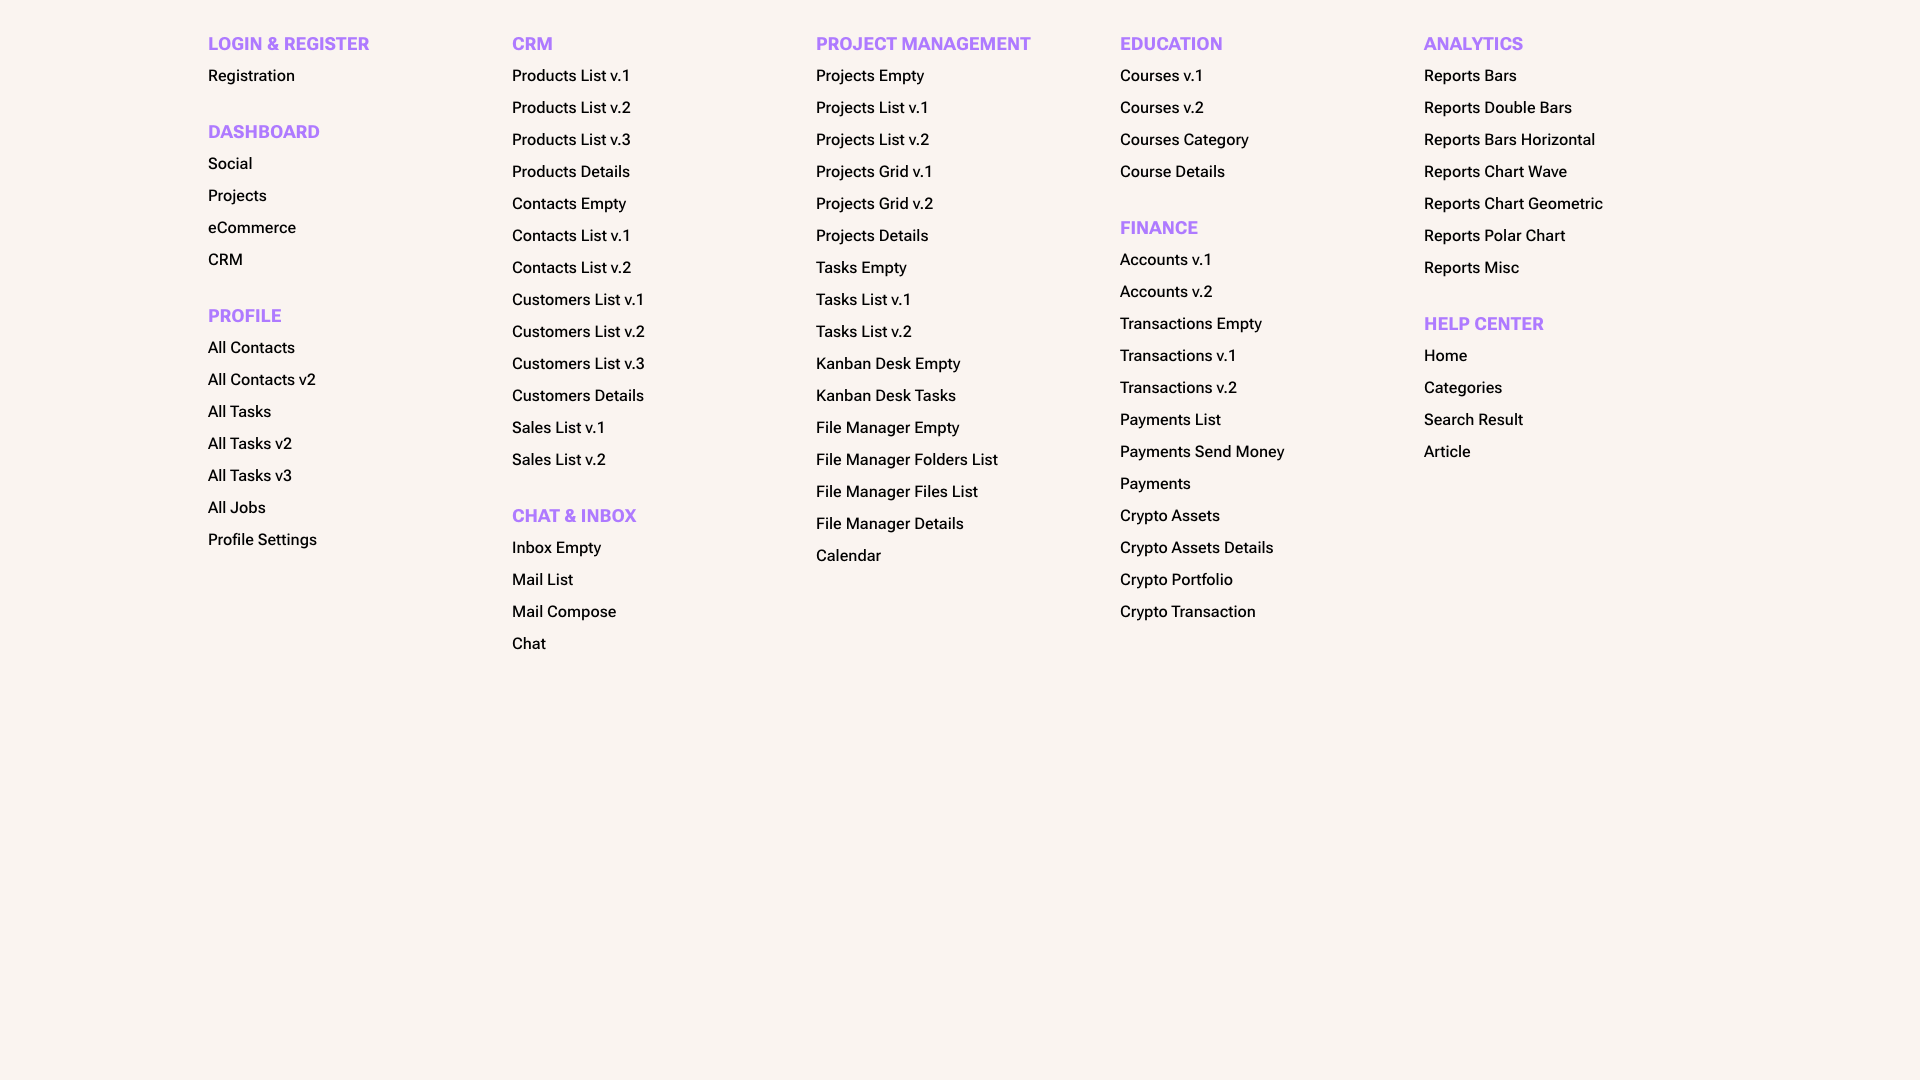 LOGIN & REGISTER
Registration
DASHBOARD
Social
Projects
eCommerce
CRM
PROFILE
All Contacts
All Contacts v2
All Tasks
All Tasks v2
All Tasks v3
All Jobs
Profile Settings
CRM
Products List v.1
Products List v.2
Products List v.3
Products Details
Contacts Empty
Contacts List v.1
Contacts List v.2
Customers List v.1
Customers List v.2
Customers List v.3
Customers Details
Sales List v.1
Sales List v.2
CHAT & INBOX
Inbox Empty
Mail List
Mail Compose
Chat
PROJECT MANAGEMENT
Projects Empty
Projects List v.1
Projects List v.2
Projects Grid v.1
Projects Grid v.2
Projects Details
Tasks Empty
Tasks List v.1
Tasks List v.2
Kanban Desk Empty
Kanban Desk Tasks
File Manager Empty
File Manager Folders List
File Manager Files List
File Manager Details
Calendar
EDUCATION
Courses v.1
Courses v.2
Courses Category
Course Details
FINANCE
Accounts v.1
Accounts v.2
Transactions Empty
Transactions v.1
Transactions v.2
Payments List
Payments Send Money
Payments
Crypto Assets
Crypto Assets Details
Crypto Portfolio
Crypto Transaction
ANALYTICS
Reports Bars
Reports Double Bars
Reports Bars Horizontal
Reports Chart Wave
Reports Chart Geometric
Reports Polar Chart
Reports Misc
HELP CENTER
Home
Categories
Search Result
Article